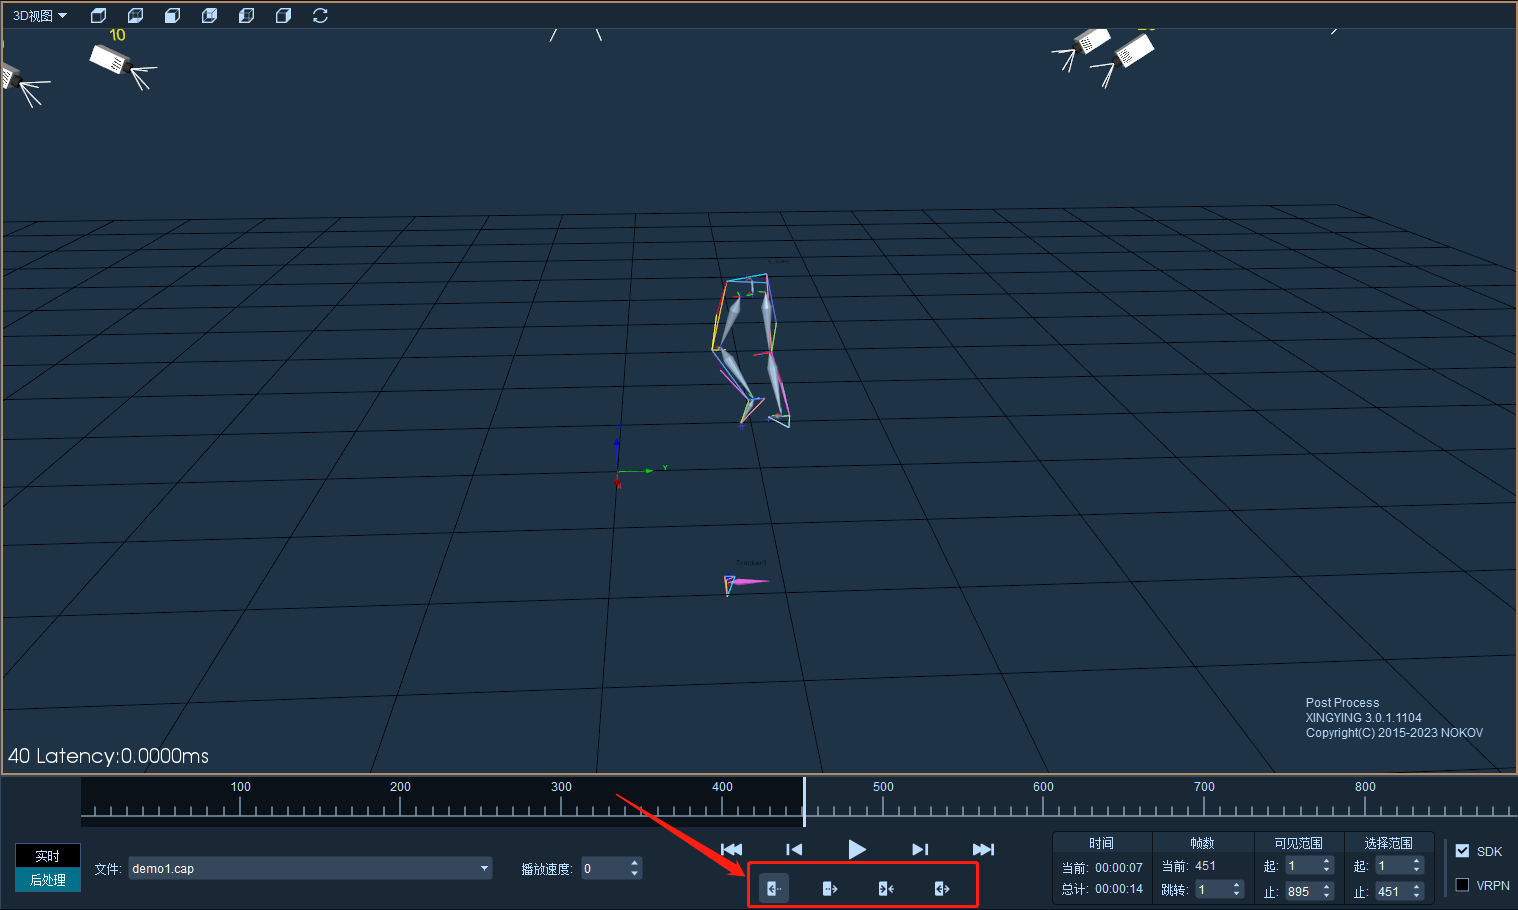 3D视图
10
Y
Post Process
XINGYING 3.0.1.1104
Copyright(C) 2015-2023 NOKOV
40 Latency:0.0000ms
100 200 300 400 500 600 700 800
实时
后处理
文件: demo1.cap
播放速度: 0
时间
当前: 00:00:07
总计: 00:00:14
帧数
当前: 451
跳转: 1
可见范围
起: 1
止: 895
选择范围
起: 1
止: 451
SDK
VRPN